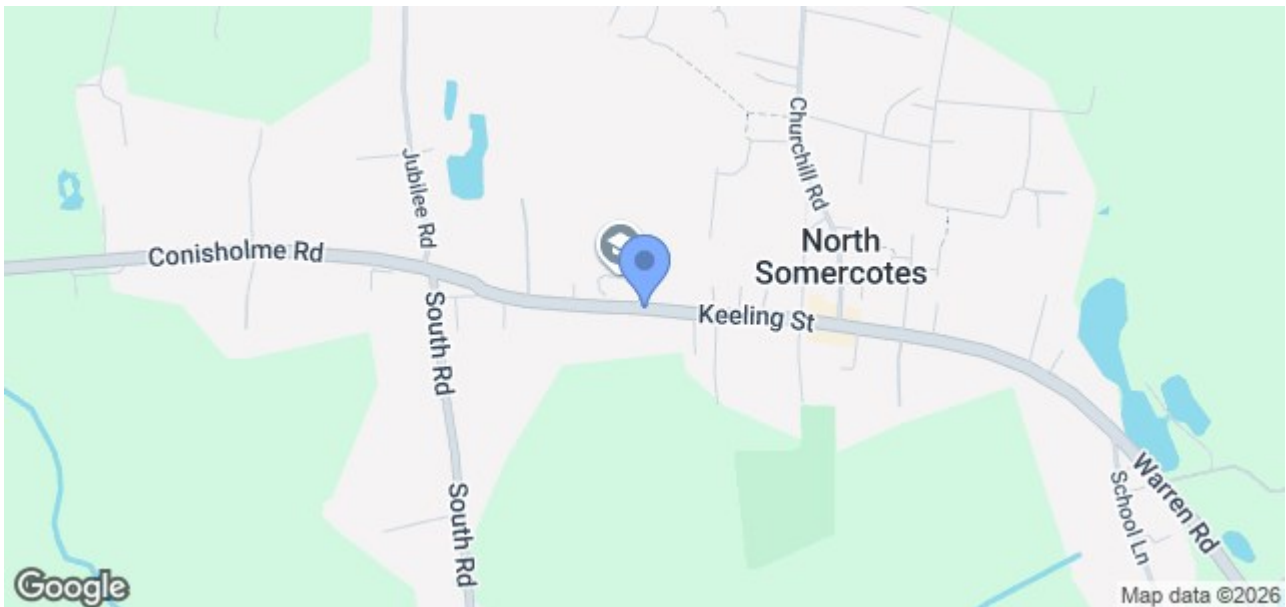 Churchill Rd
Jubilee Rd
Conisholme Rd
North
Somercotes
South Rd
Keeling St
Warren Rd
School Ln
South Rd
Google
Map data ©2026